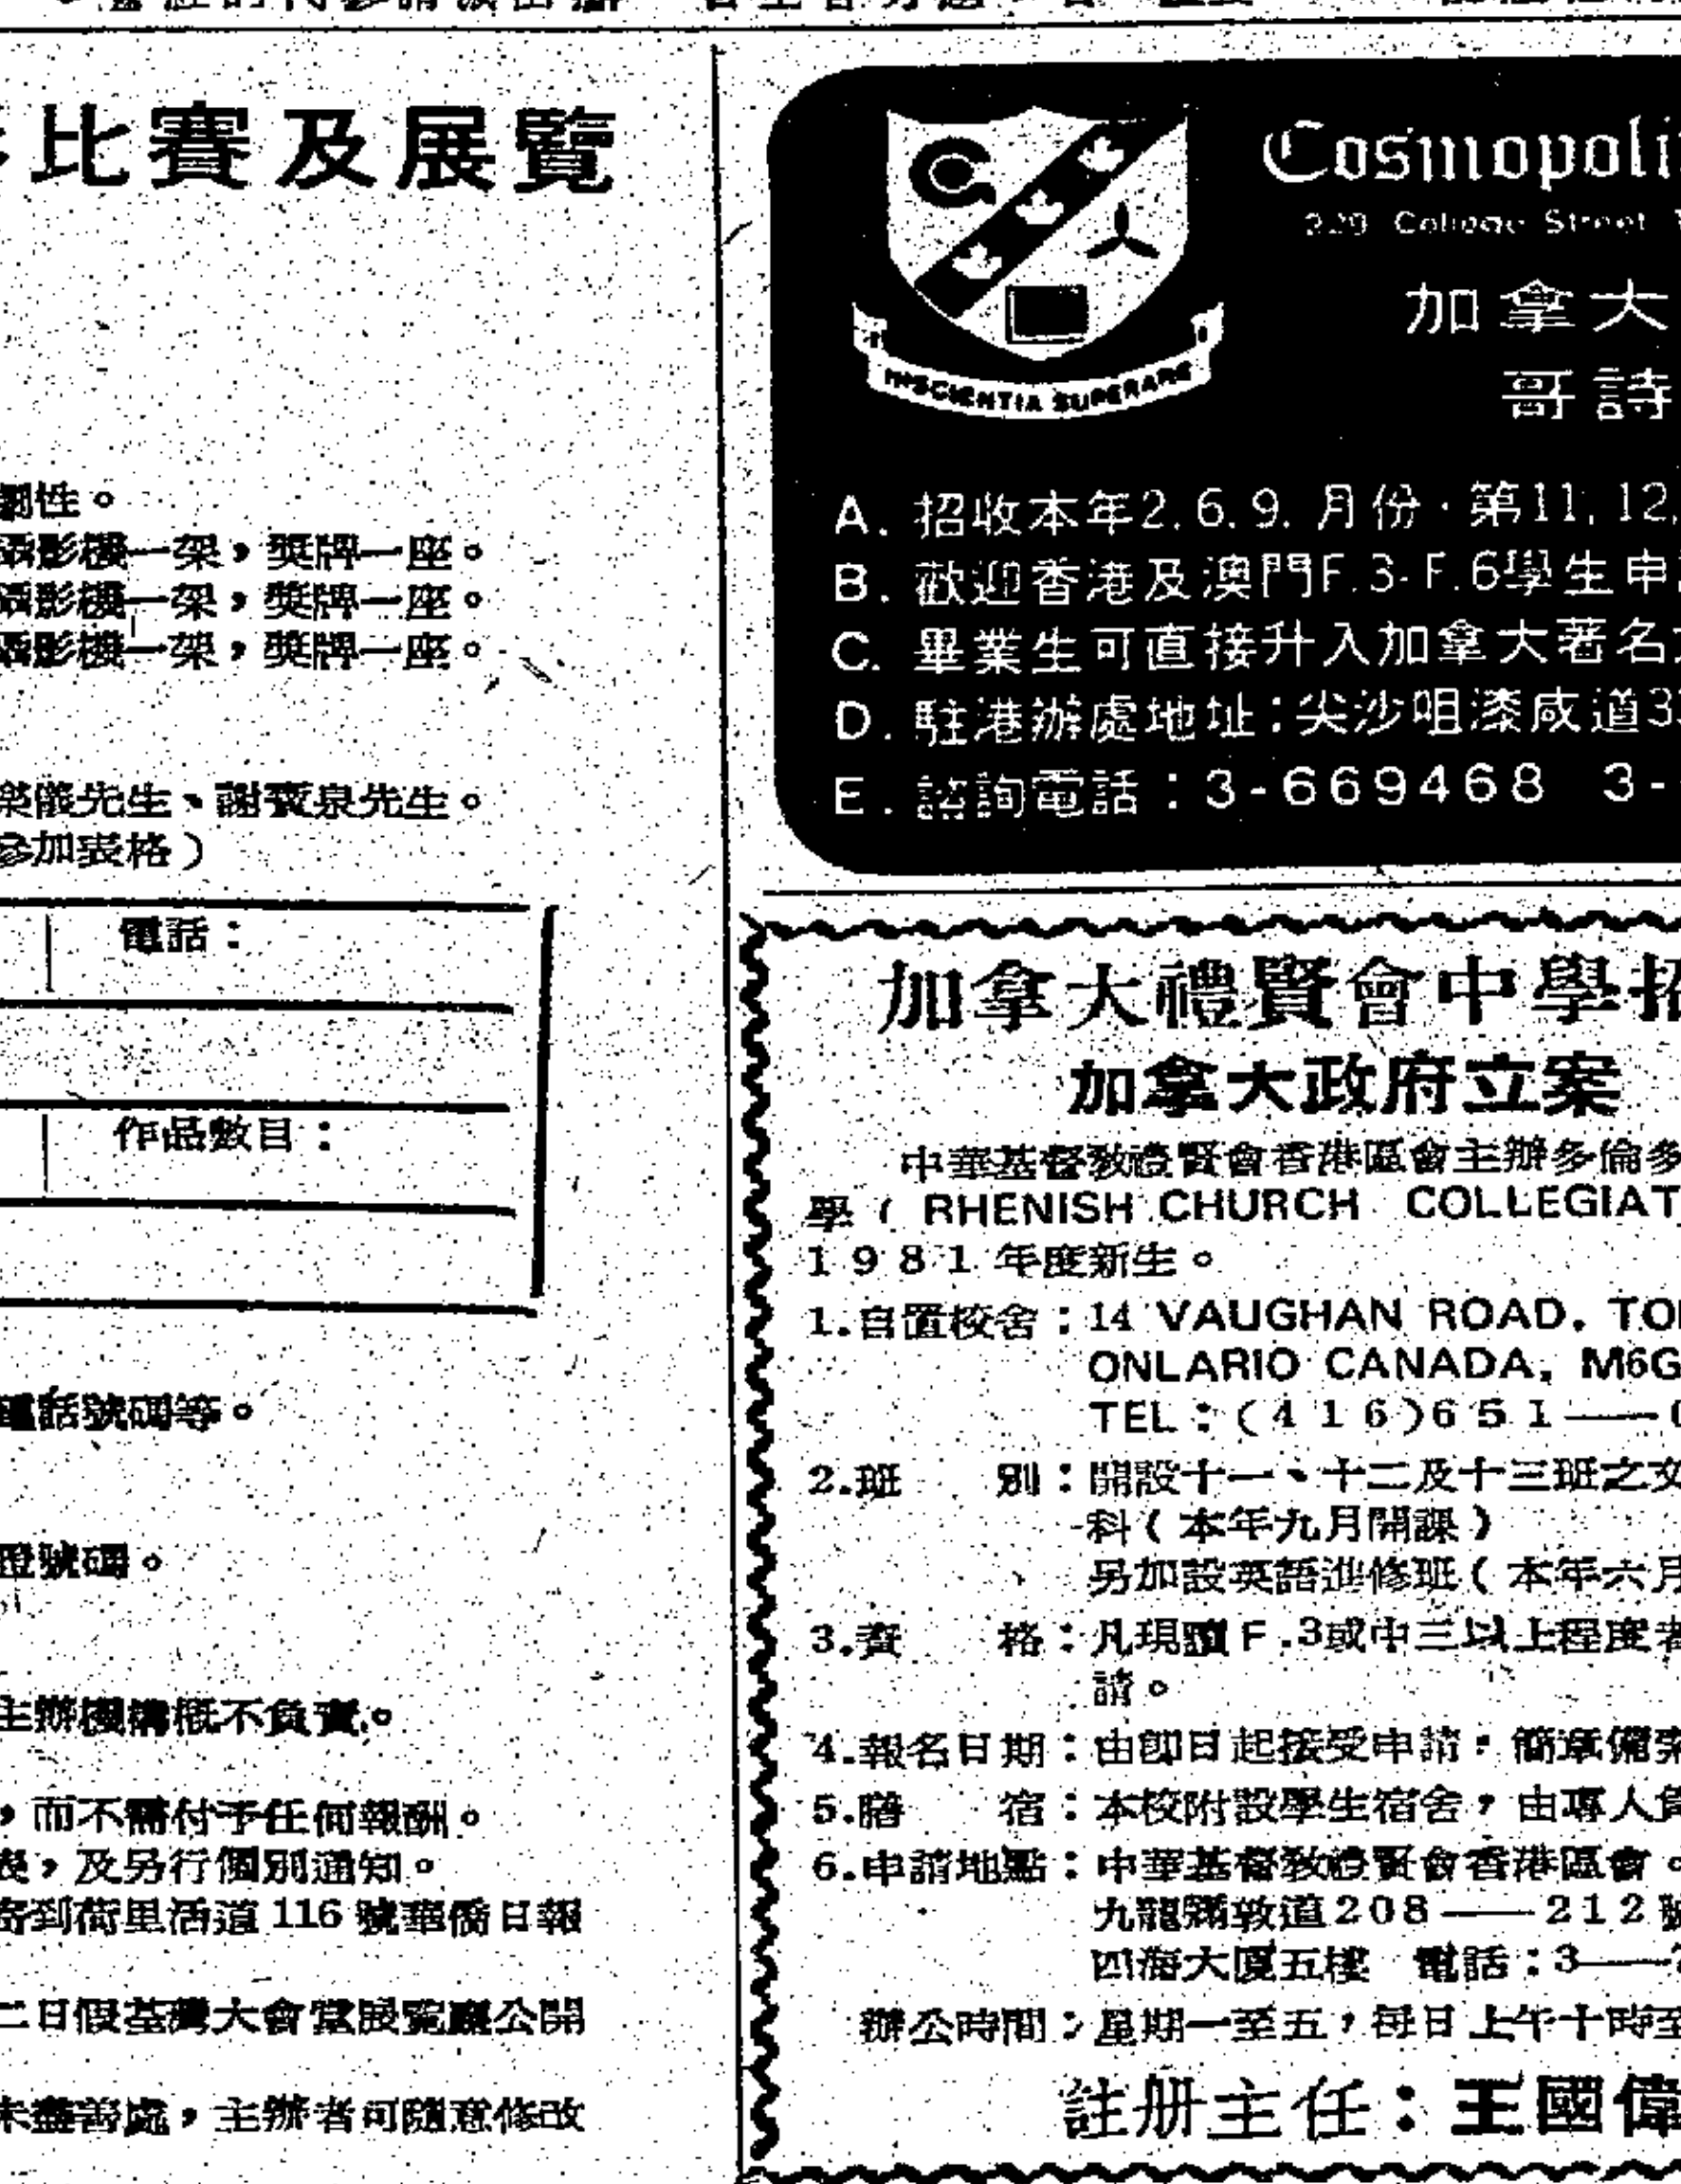 比賽及展覽
性。
攝影機一架，獎牌一座。
攝影機一架，獎牌一座。
攝影機一架，獎牌一座。
樂儀先生、謝賓泉先生。
參加表格）
電話：
作品數目：
電話號碼等。
證號碼。
主辦機構概不負責。
，而不需付予任何報酬。
，及另行個別通知。
寄到荷里活道116號華僑日報
二日假荃灣大會堂展覽廳公開
未盡善處，主辦者可隨意修改
Cosmopoli
229 College Street
加拿大
哥詩
SCIENTIA SUPERARE
A. 招收本年2.6.9.月份·第11.12.
B. 歡迎香港及澳門F.3-F.6學生申
C. 畢業生可直接升入加拿大著名
D. 駐港辦處地址：尖沙咀漆咸道3
E. 諮詢電話：3-669468 3-
加拿大禮賢會中學招
加拿大政府立案
中華基督教禮賢會香港區會主辦多倫多
學（RHENISH CHURCH COLLEGIAT
1981年度新生。
1.自置校舍：14 VAUGHAN ROAD, TO
ONLARIO CANADA, M6G
TEL：(416)651——
2.班 別：開設十一、十二及十三班之文
科（本年九月開課）
另加設英語進修班（本年六月
3.資 格：凡現讀F.3或中三以上程度者
請。
4.報名日期：由即日起接受申請，簡章備索
5.膳 宿：本校附設學生宿舍，由專人負
6.申請地點：中華基督教禮賢會香港區會。
九龍彌敦道208——212號
四海大廈五樓 電話：3——
辦公時間：星期一至五，每日上午十時至
註册主任：王國偉